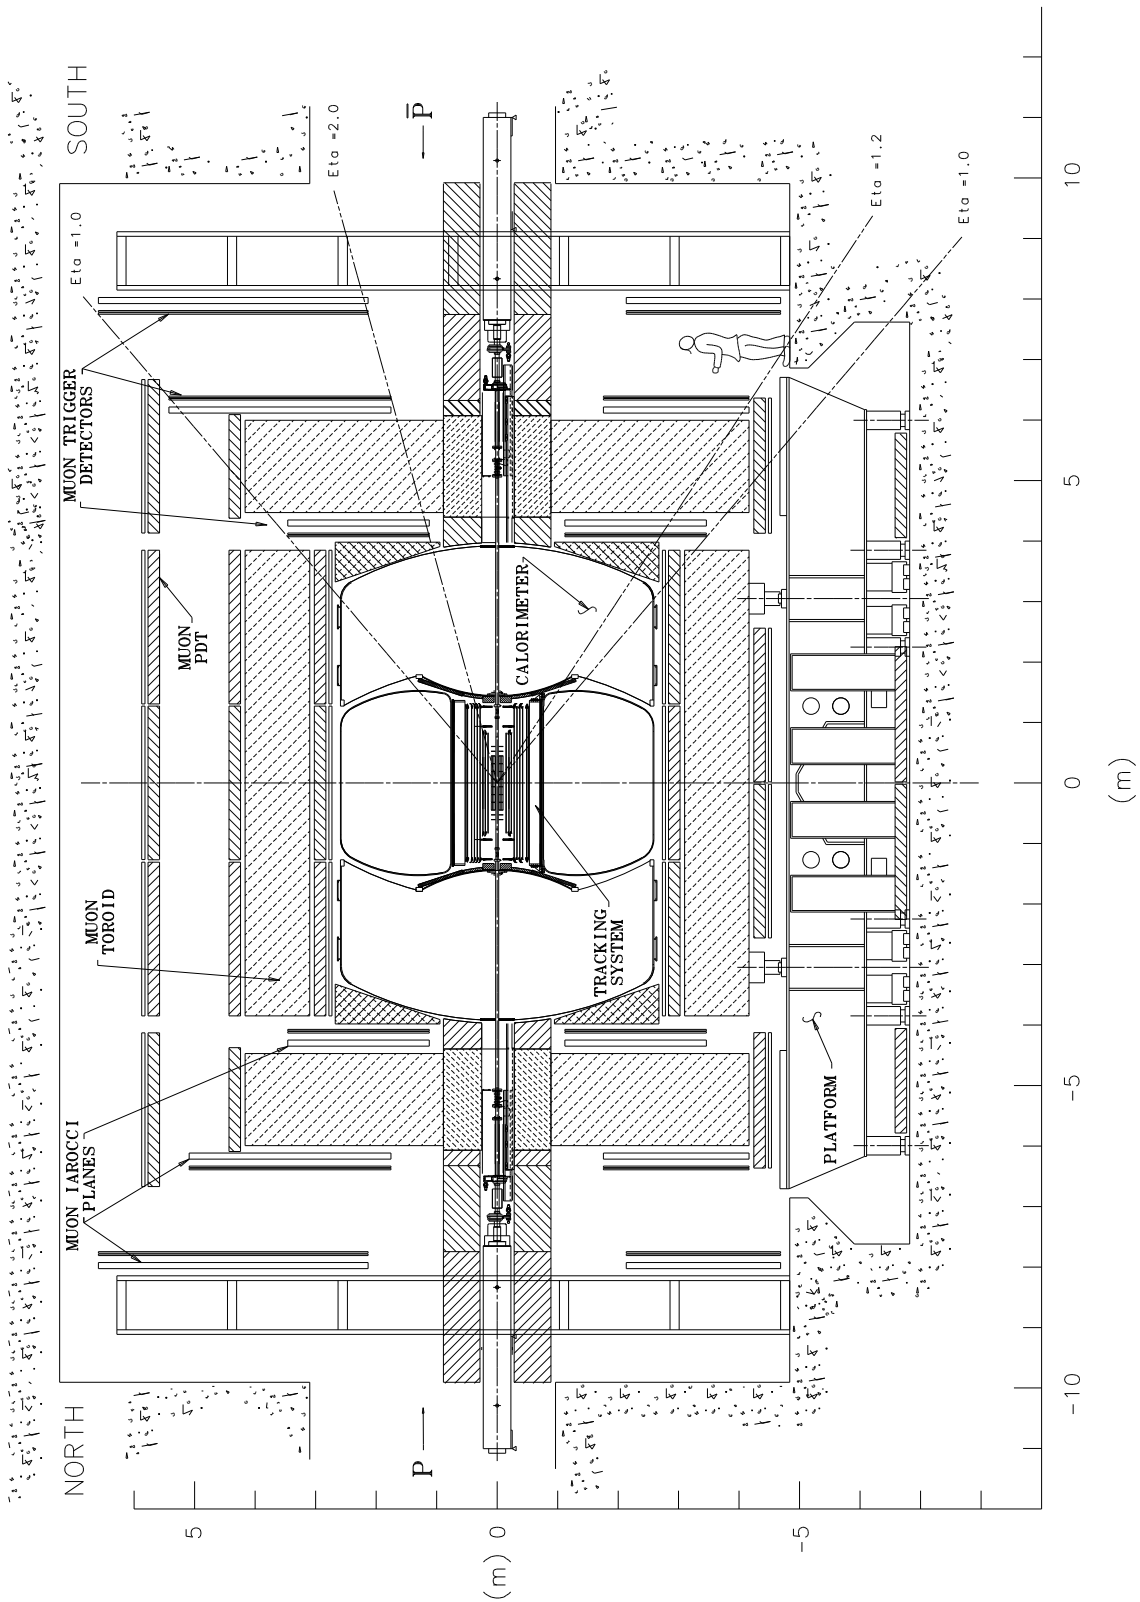 NORTH
SOUTH
MUON IAROCCI
PLANES
MUON
TOROID
MUON
PDT
MUON TRIGGER
DETECTORS
Eta =1.0
Eta =2.0
P
P̅
CALORIMETER
TRACKING
SYSTEM
PLATFORM
Eta =1.2
Eta =1.0
5
0
-5
(m)
-10
-5
0
5
10
(m)